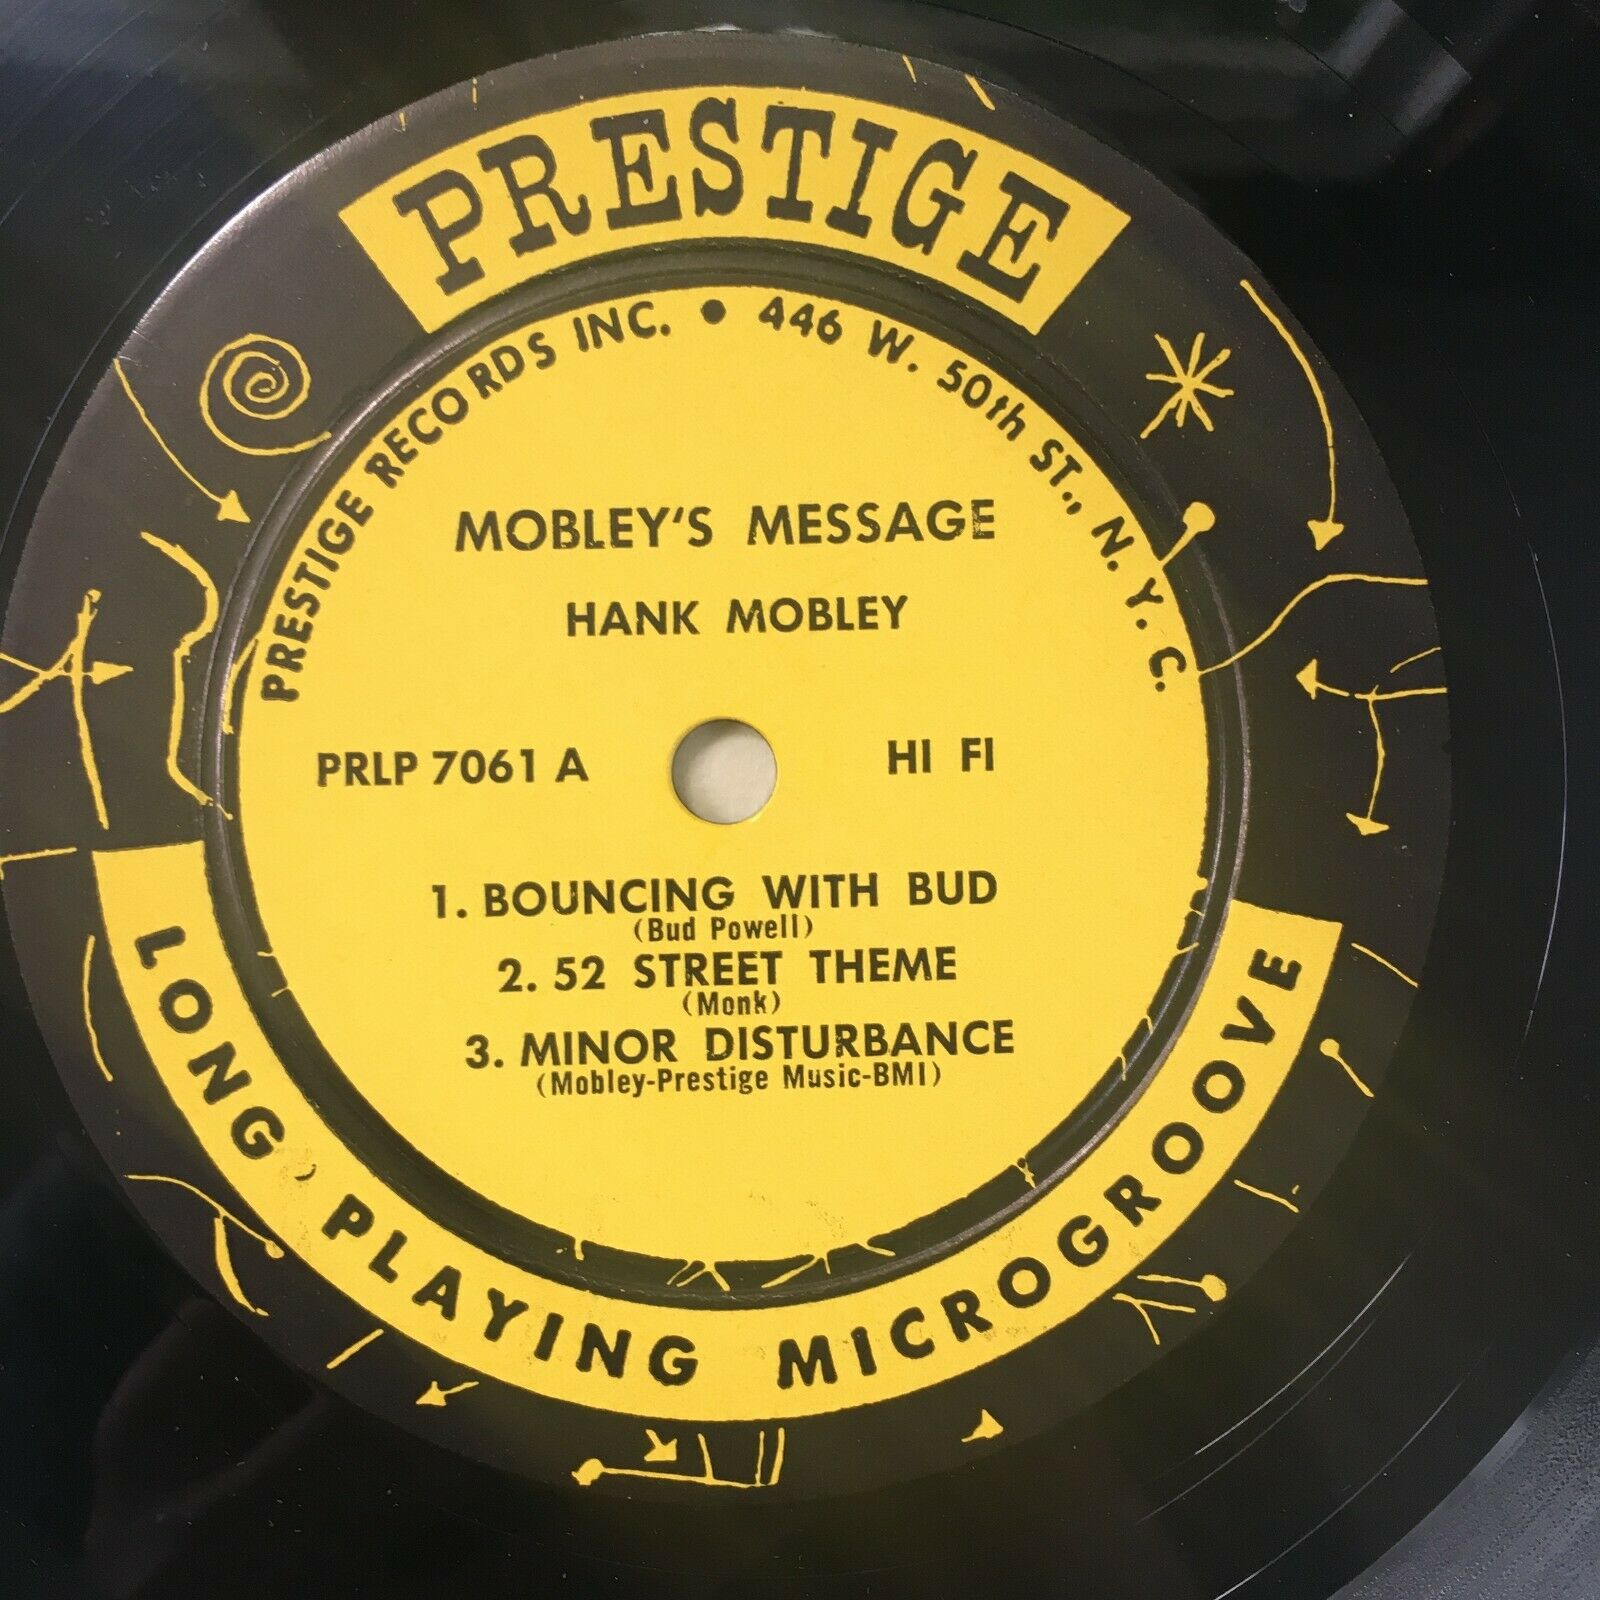 PRESTIGE
PRESTIGE RECORDS INC. • 446 W. 50th ST., N.Y.C.
MOBLEY'S MESSAGE
HANK MOBLEY
PRLP 7061 A
HI FI
1. BOUNCING WITH BUD
(Bud Powell)
2. 52 STREET THEME
(Monk)
3. MINOR DISTURBANCE
(Mobley-Prestige Music-BMI)
LONG PLAYING MICROGROOVE